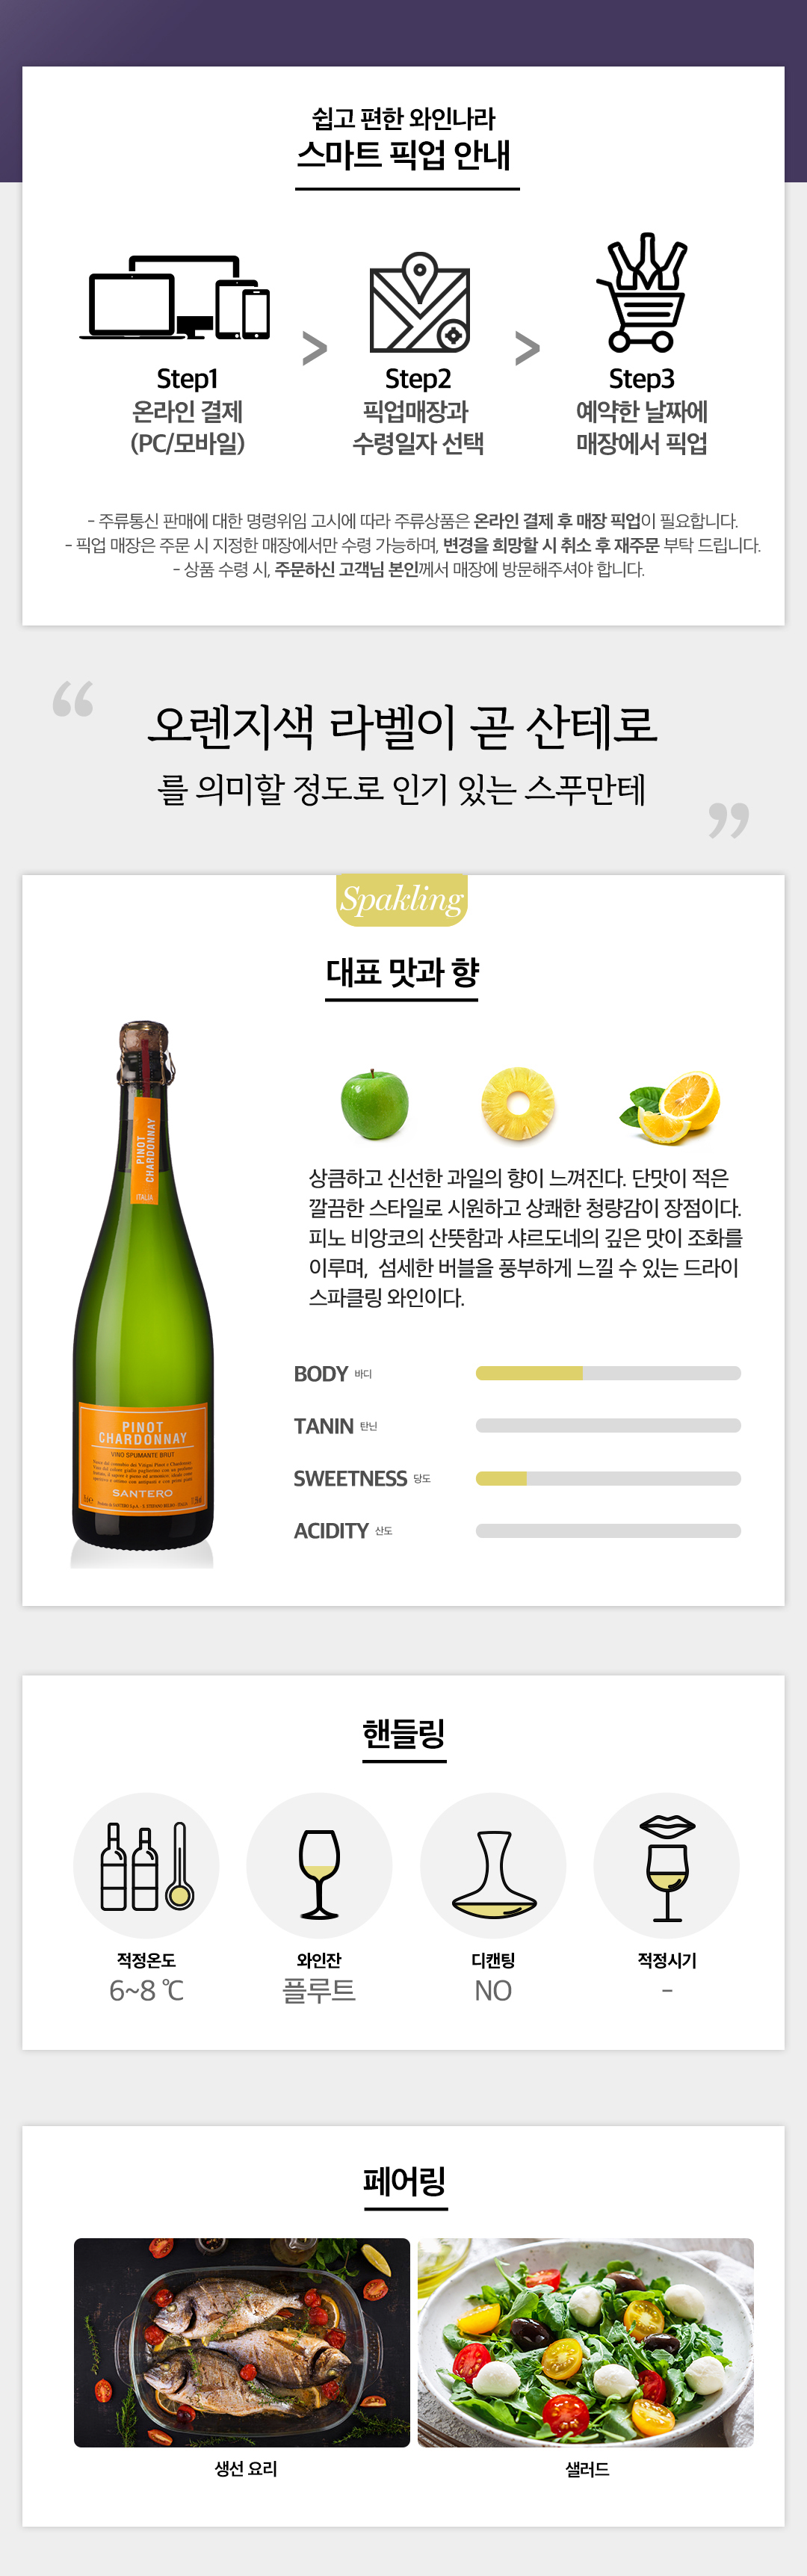 쉽고 편한 와인나라
스마트 픽업 안내
Step1
온라인 결제
(PC/모바일)
>
Step2
픽업매장과
수령일자 선택
>
Step3
예약한 날짜에
매장에서 픽업
- 주류통신 판매에 대한 명령위임 고시에 따라 주류상품은 온라인 결제 후 매장 픽업이 필요합니다.
- 픽업 매장은 주문 시 지정한 매장에서만 수령 가능하며, 변경을 희망할 시 취소 후 재주문 부탁 드립니다.
- 상품 수령 시, 주문하신 고객님 본인께서 매장에 방문해주셔야 합니다.
“
오렌지색 라벨이 곧 산테로
를 의미할 정도로 인기 있는 스푸만테
”
Spakling
대표 맛과 향
PINOT
CHARDONNAY
ITALIA
상큼하고 신선한 과일의 향이 느껴진다. 단맛이 적은
깔끔한 스타일로 시원하고 상쾌한 청량감이 장점이다.
피노 비앙코의 산뜻함과 샤르도네의 깊은 맛이 조화를
이루며, 섬세한 버블을 풍부하게 느낄 수 있는 드라이
스파클링 와인이다.
BODY 바디
TANIN 탄닌
SWEETNESS 당도
ACIDITY 산도
PINOT
CHARDONNAY
VINO SPUMANTE BRUT
SANTERO
핸들링
적정온도
6~8 ℃
와인잔
플루트
디캔팅
NO
적정시기
-
페어링
생선 요리
샐러드